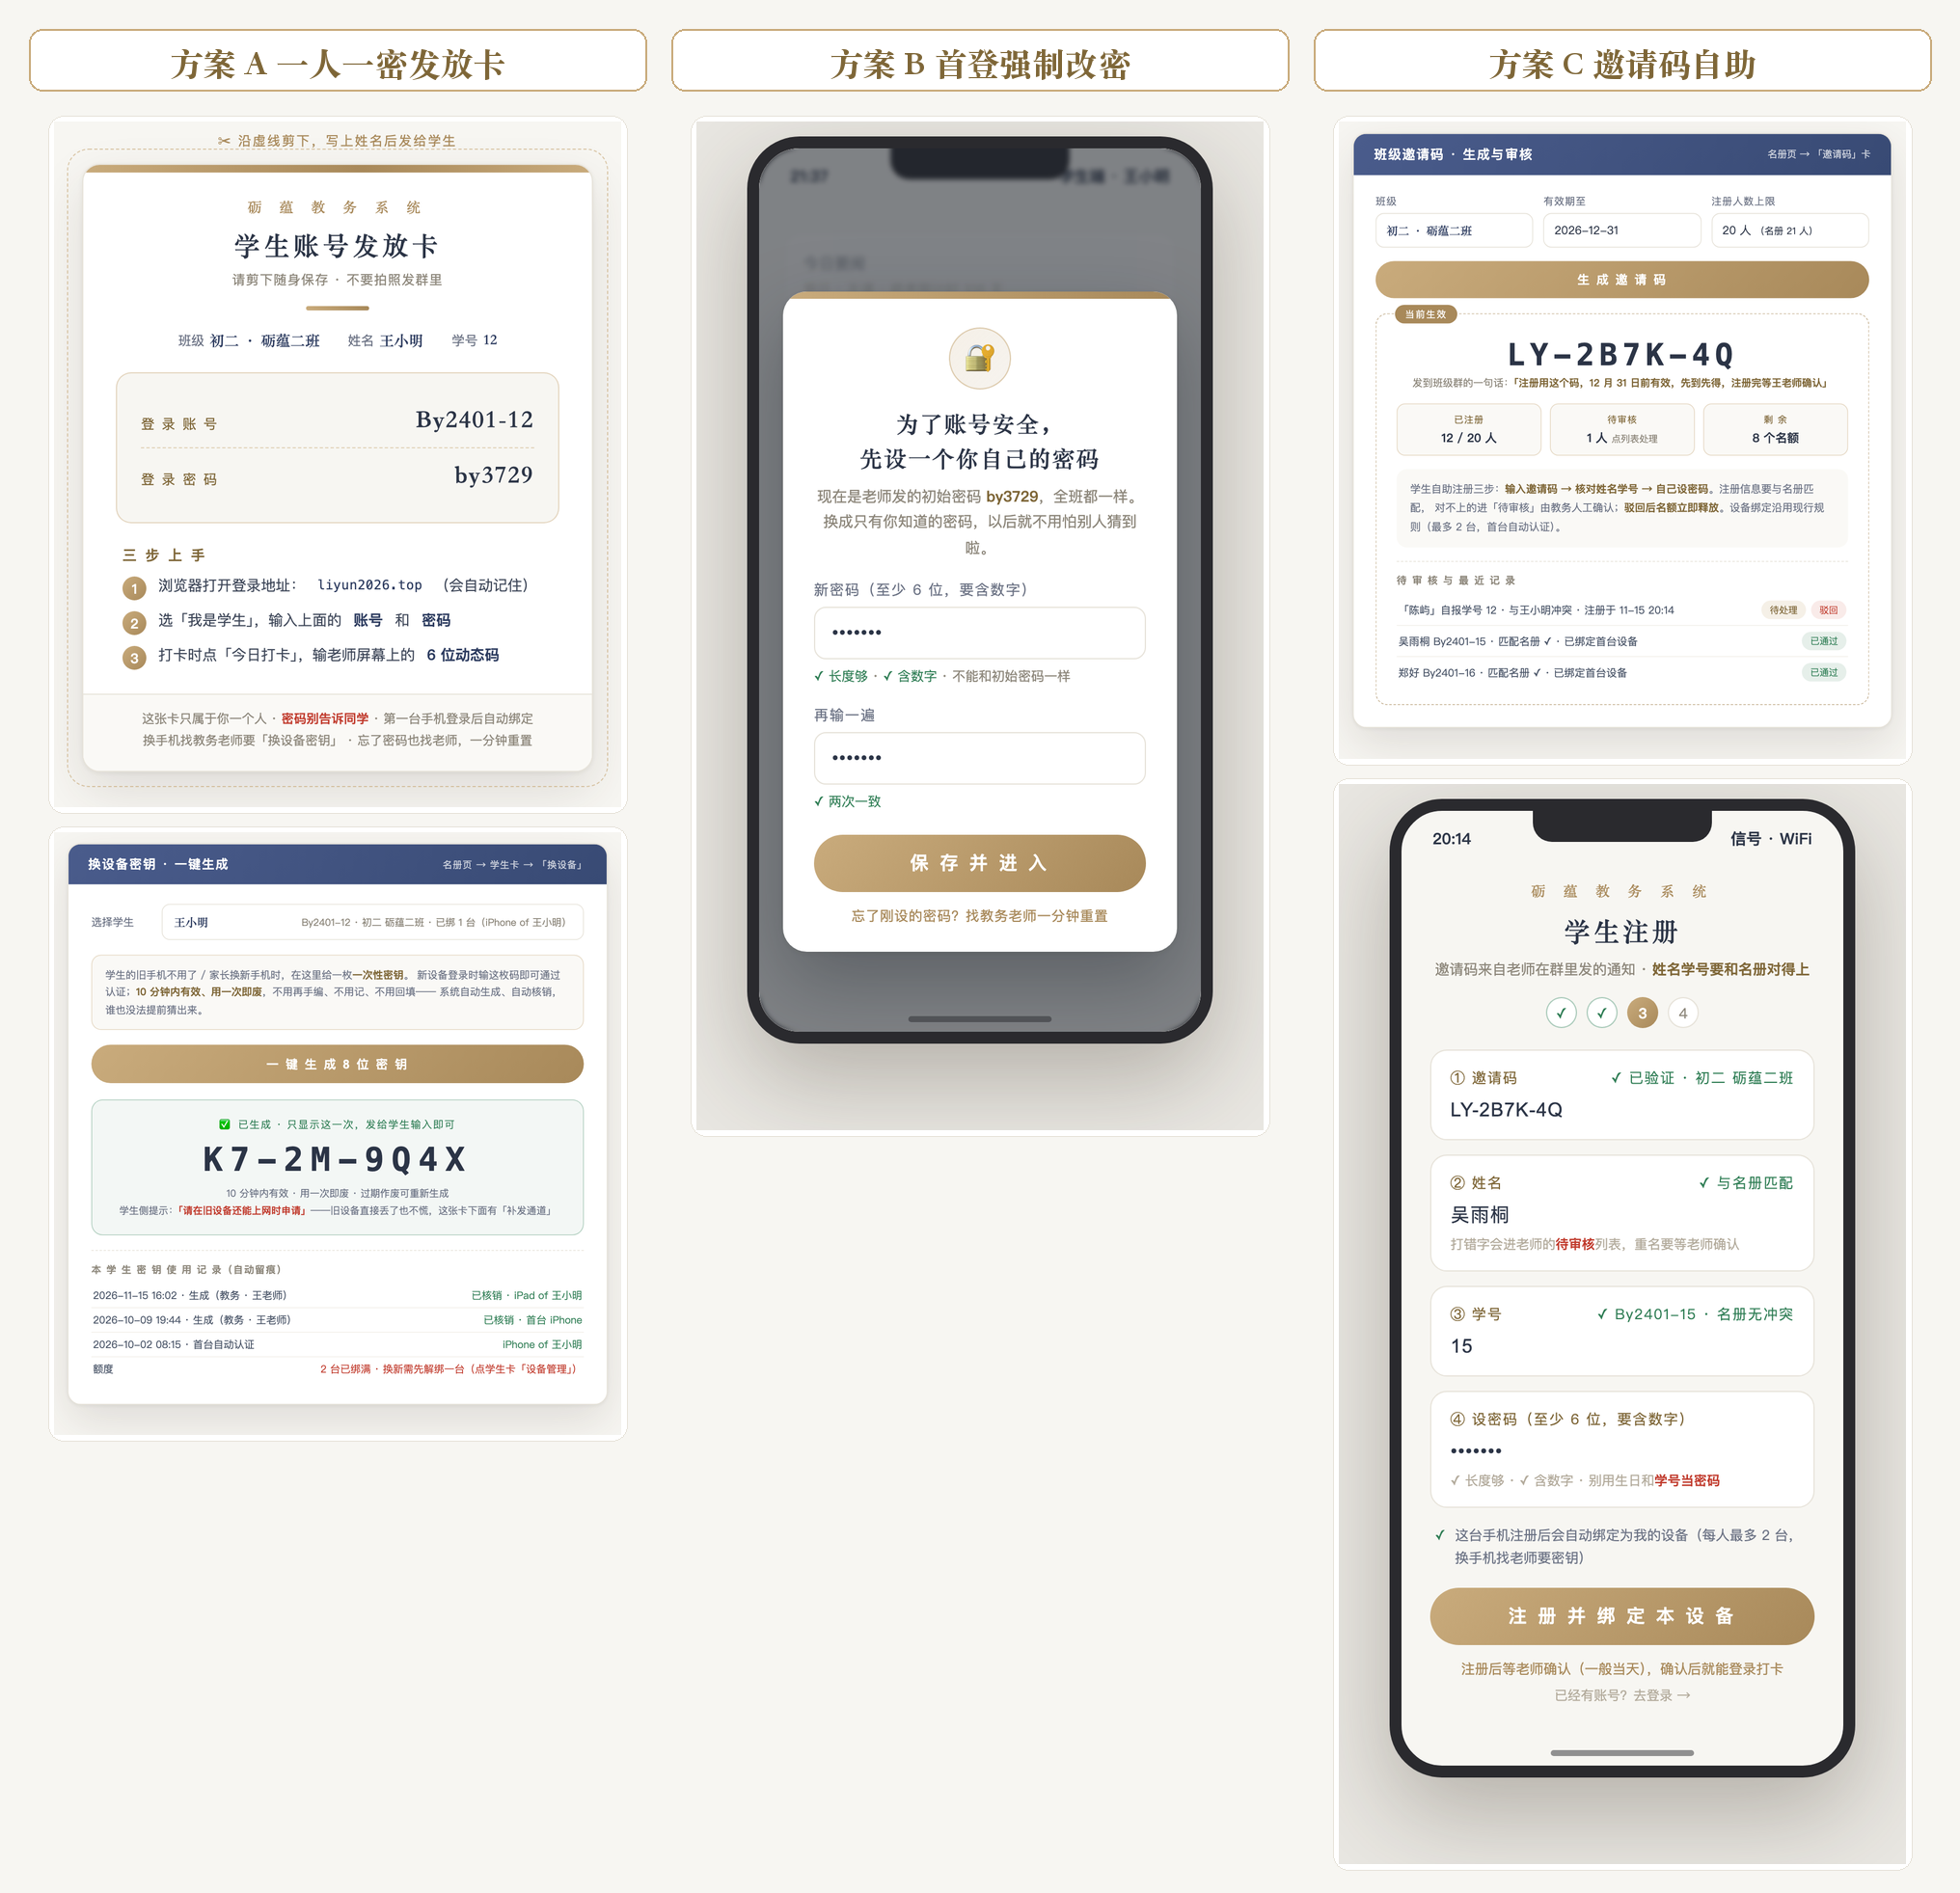 方案 A 一人一密发放卡
✂ 沿虚线剪下，写上姓名后发给学生
砺蕴教务系统
学生账号发放卡
请剪下随身保存 · 不要拍照发群里
班级 初二 · 砺蕴二班 姓名 王小明 学号 12
登录账号 By2401-12
登录密码 by3729
三步上手
1 浏览器打开登录地址： liyun2026.top （会自动记住）
2 选「我是学生」，输入上面的 账号 和 密码
3 打卡时点「今日打卡」，输老师屏幕上的 6 位动态码
这张卡只属于你一个人 · 密码别告诉同学 · 第一台手机登录后自动绑定
换手机找教务老师要「换设备密钥」 · 忘了密码也找老师，一分钟重置
换设备密钥 · 一键生成 名册页 → 学生卡 → 「换设备」
选择学生 王小明 By2401-12 · 初二 砺蕴二班 · 已绑 1 台（iPhone of 王小明）
学生的旧手机不用了 / 家长换新手机时，在这里给一枚一次性密钥。 新设备登录时输这枚码即可通过
认证；10 分钟内有效、用一次即废，不用再手编、不用记、不用回填—— 系统自动生成、自动核销，
谁也没法提前猜出来。
一键生成 8 位密钥
✅ 已生成 · 只显示这一次，发给学生输入即可
K7-2M-9Q4X
10 分钟内有效 · 用一次即废 · 过期作废可重新生成
学生侧提示：「请在旧设备还能上网时申请」——旧设备直接丢了也不慌，这张卡下面有「补发通道」
本学生密钥使用记录（自动留痕）
2026-11-15 16:02 · 生成（教务 · 王老师） 已核销 · iPad of 王小明
2026-10-09 19:44 · 生成（教务 · 王老师） 已核销 · 首台 iPhone
2026-10-02 08:15 · 首台自动认证 iPhone of 王小明
额度 2 台已绑满 · 换新需先解绑一台（点学生卡「设备管理」）
方案 B 首登强制改密
21:37 学生端 · 王小明
为了账号安全，
先设一个你自己的密码
现在是老师发的初始密码 by3729，全班都一样。
换成只有你知道的密码，以后就不用怕别人猜到
啦。
新密码（至少 6 位，要含数字）
•••••••
✓ 长度够 · ✓ 含数字 · 不能和初始密码一样
再输一遍
•••••••
✓ 两次一致
保存并进入
忘了刚设的密码？找教务老师一分钟重置
方案 C 邀请码自助
班级邀请码 · 生成与审核 名册页 → 「邀请码」卡
班级 有效期至 注册人数上限
初二 · 砺蕴二班 2026-12-31 20 人 （名册 21 人）
生成邀请码
当前生效
LY-2B7K-4Q
发到班级群的一句话：「注册用这个码，12 月 31 日前有效，先到先得，注册完等王老师确认」
已注册 待审核 剩余
12 / 20 人 1 人 点列表处理 8 个名额
学生自助注册三步：输入邀请码 → 核对姓名学号 → 自己设密码。注册信息要与名册匹
配， 对不上的进「待审核」由教务人工确认；驳回后名额立即释放。设备绑定沿用现行规
则（最多 2 台，首台自动认证）。
待审核与最近记录
「陈屿」自报学号 12 · 与王小明冲突 · 注册于 11-15 20:14 待处理 驳回
吴雨桐 By2401-15 · 匹配名册 ✓ · 已绑定首台设备 已通过
郑好 By2401-16 · 匹配名册 ✓ · 已绑定首台设备 已通过
20:14 信号 · WiFi
砺蕴教务系统
学生注册
邀请码来自老师在群里发的通知 · 姓名学号要和名册对得上
✓ ✓ 3 4
① 邀请码 ✓ 已验证 · 初二 砺蕴二班
LY-2B7K-4Q
② 姓名 ✓ 与名册匹配
吴雨桐
打错字会进老师的待审核列表，重名要等老师确认
③ 学号 ✓ By2401-15 · 名册无冲突
15
④ 设密码（至少 6 位，要含数字）
•••••••
✓ 长度够 · ✓ 含数字 · 别用生日和学号当密码
✓ 这台手机注册后会自动绑定为我的设备（每人最多 2 台，
换手机找老师要密钥）
注册并绑定本设备
注册后等老师确认（一般当天），确认后就能登录打卡
已经有账号？去登录 →